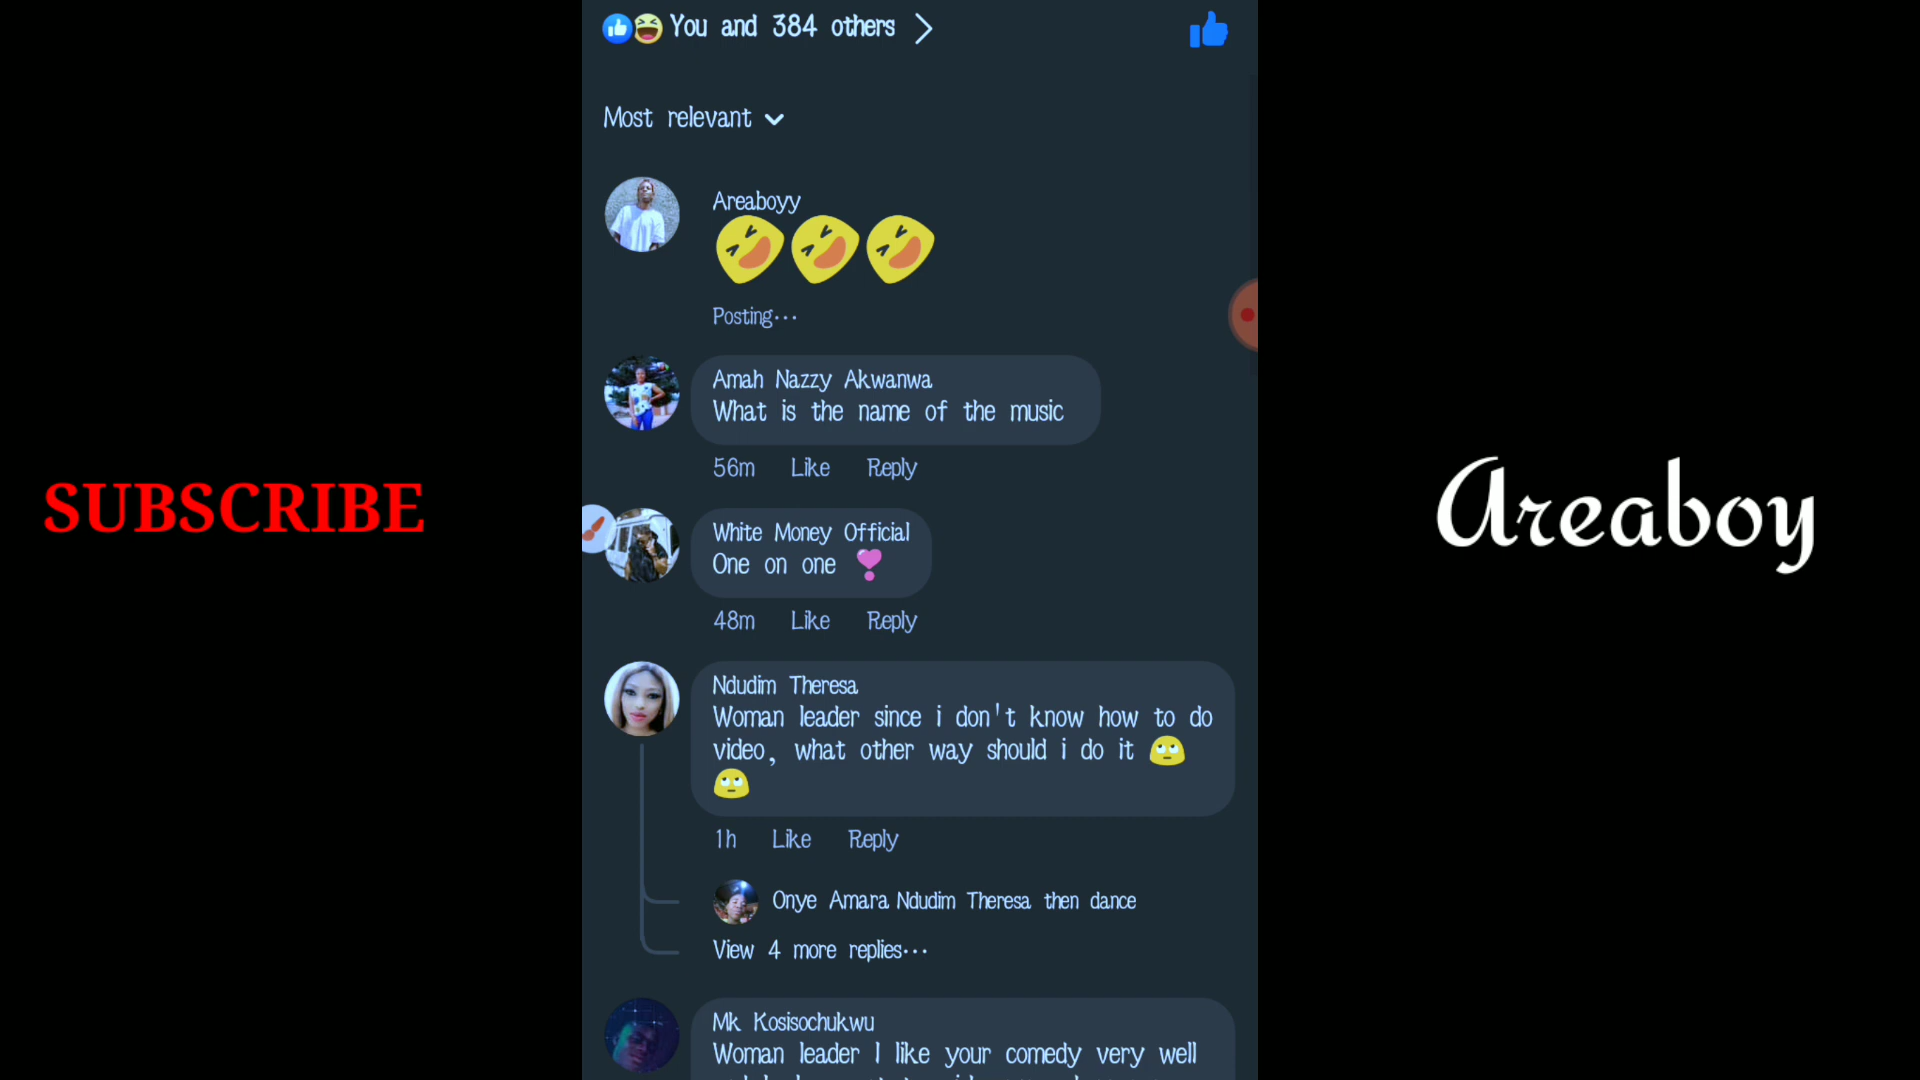 You and 384 others
Most relevant
Areaboyy
Posting...
Amah Nazzy Akwanwa
What is the name of the music
56m Like Reply
White Money Official
One on one
48m Like Reply
SUBSCRIBE
Areaboy
Ndudim Theresa
Woman leader since i don't know how to do
video, what other way should i do it
1h Like Reply
Onye Amara Ndudim Theresa then dance
View 4 more replies...
Mk Kosisochukwu
Woman leader I like your comedy very well